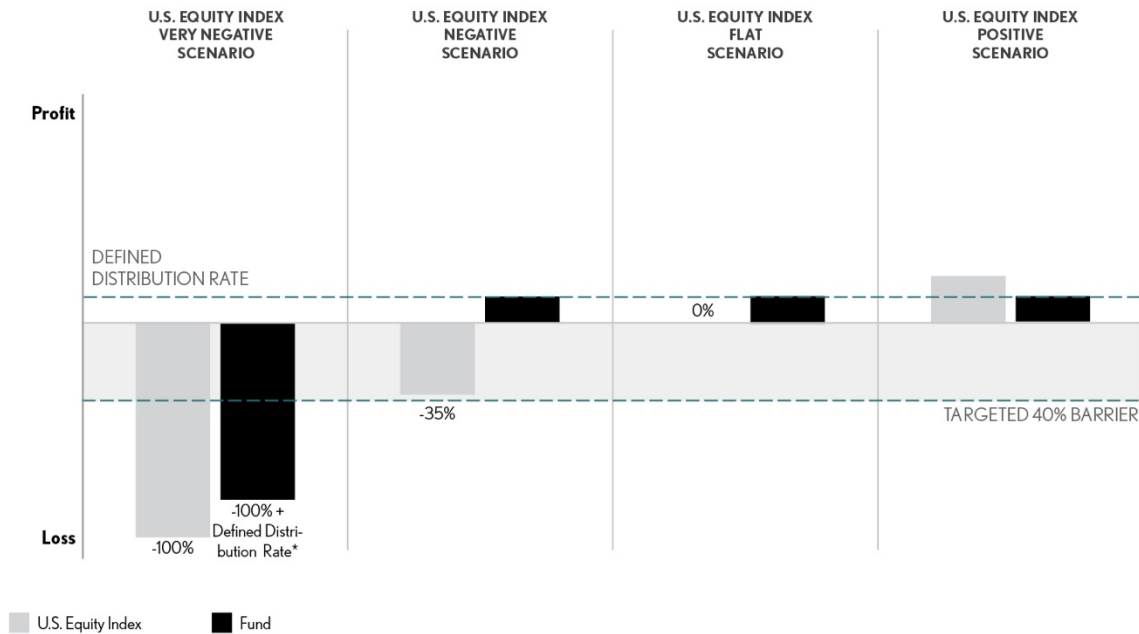 U.S. EQUITY INDEX
VERY NEGATIVE
SCENARIO
U.S. EQUITY INDEX
NEGATIVE
SCENARIO
U.S. EQUITY INDEX
FLAT
SCENARIO
U.S. EQUITY INDEX
POSITIVE
SCENARIO
Profit
DEFINED
DISTRIBUTION RATE
0%
-35%
TARGETED 40% BARRIER
-100% +
Defined Distri-
bution Rate*
Loss
-100%
U.S. Equity Index
Fund